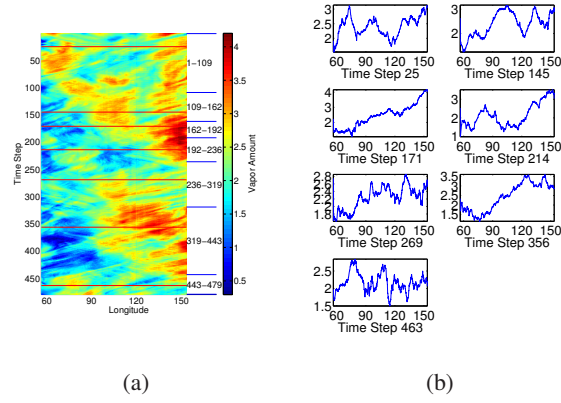 50
100
150
200
250
300
350
400
450
Time Step
60 90 120 150
Longitude
1−109
109−162
162−192
192−236
236−319
319−443
443−479
4
3.5
3
2.5
2
1.5
1
0.5
Vapor Amount
(a)
3
2.5
2
60 90 120 150
Time Step 25
3
2
1
60 90 120 150
Time Step 145
4
3
2
60 90 120 150
Time Step 171
3
2
1
60 90 120 150
Time Step 214
2.8
2.4
2
1.8
60 90 120 150
Time Step 269
3.5
3
2.5
2
1.5
60 90 120 150
Time Step 356
2.5
2
1.5
60 90 120 150
Time Step 463
(b)